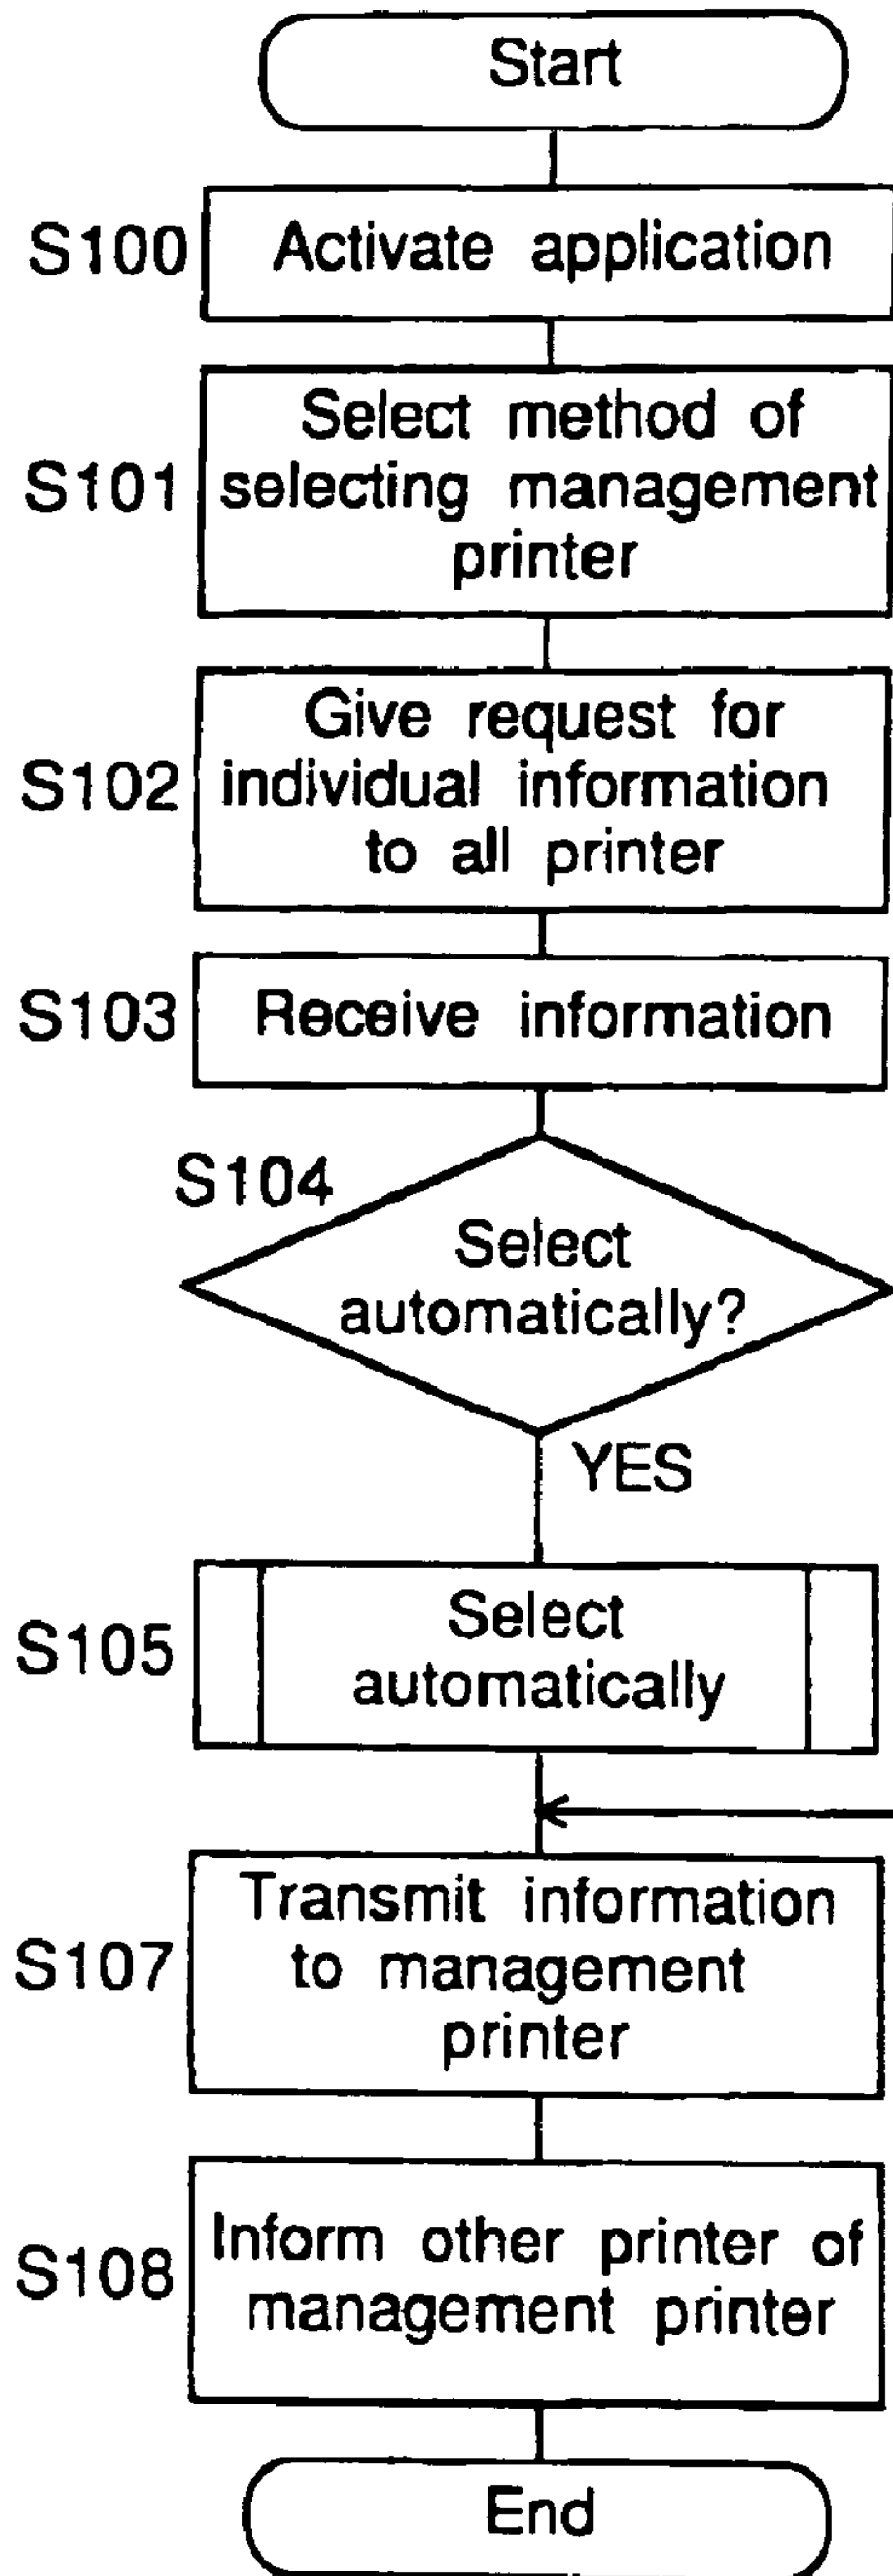 Start
S100
Activate application
S101
Select method of
selecting management
printer
S102
Give request for
individual information
to all printer
S103
Receive information
S104
Select
automatically?
YES
S105
Select
automatically
S107
Transmit information
to management
printer
S108
Inform other printer of
management printer
End